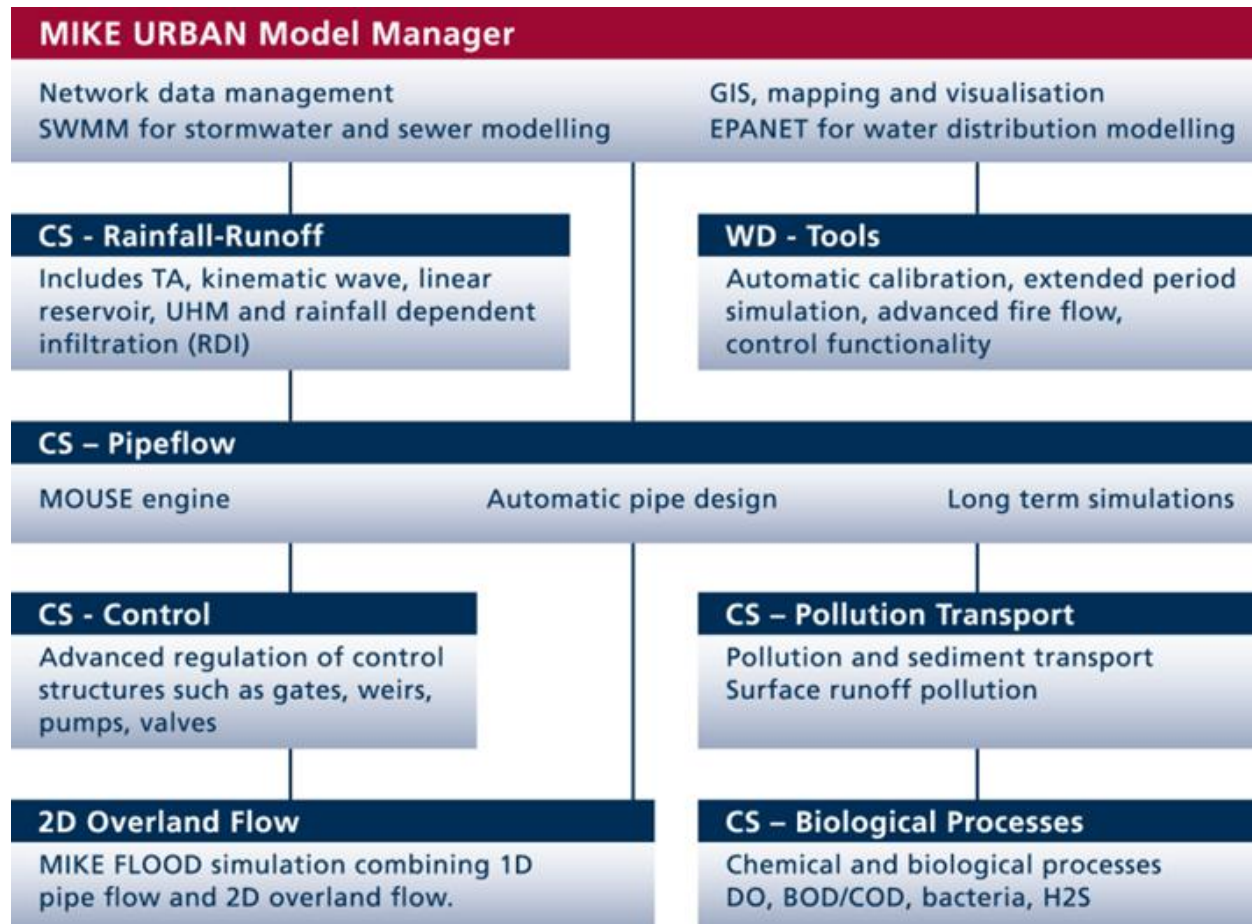 MIKE URBAN Model Manager
Network data management
SWMM for stormwater and sewer modelling
GIS, mapping and visualisation
EPANET for water distribution modelling
CS - Rainfall-Runoff
Includes TA, kinematic wave, linear
reservoir, UHM and rainfall dependent
infiltration (RDI)
WD - Tools
Automatic calibration, extended period
simulation, advanced fire flow,
control functionality
CS – Pipeflow
MOUSE engine
Automatic pipe design
Long term simulations
CS - Control
Advanced regulation of control
structures such as gates, weirs,
pumps, valves
CS – Pollution Transport
Pollution and sediment transport
Surface runoff pollution
2D Overland Flow
MIKE FLOOD simulation combining 1D
pipe flow and 2D overland flow.
CS – Biological Processes
Chemical and biological processes
DO, BOD/COD, bacteria, H2S